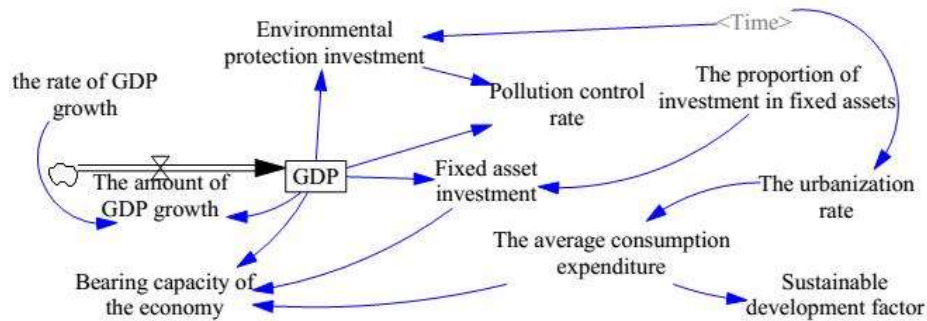 <Time>
Environmental
protection investment
the rate of GDP
growth
Pollution control
rate
The proportion of
investment in fixed assets
GDP
Fixed asset
investment
The amount of
GDP growth
The urbanization
rate
The average consumption
expenditure
Bearing capacity of
the economy
Sustainable
development factor